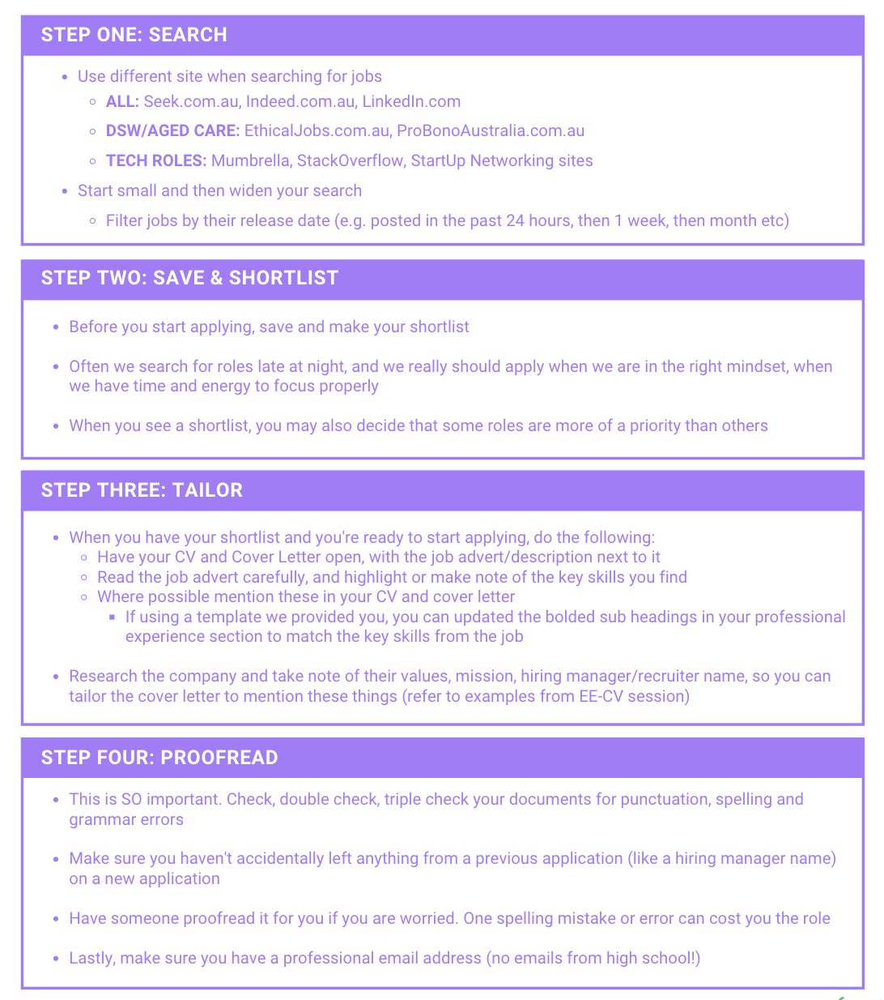 STEP ONE: SEARCH
• Use different site when searching for jobs
◦ ALL: Seek.com.au, Indeed.com.au, LinkedIn.com
◦ DSW/AGED CARE: EthicalJobs.com.au, ProBonoAustralia.com.au
◦ TECH ROLES: Mumbrella, StackOverflow, StartUp Networking sites
• Start small and then widen your search
◦ Filter jobs by their release date (e.g. posted in the past 24 hours, then 1 week, then month etc)
STEP TWO: SAVE & SHORTLIST
• Before you start applying, save and make your shortlist
• Often we search for roles late at night, and we really should apply when we are in the right mindset, when
we have time and energy to focus properly
• When you see a shortlist, you may also decide that some roles are more of a priority than others
STEP THREE: TAILOR
• When you have your shortlist and you're ready to start applying, do the following:
◦ Have your CV and Cover Letter open, with the job advert/description next to it
◦ Read the job advert carefully, and highlight or make note of the key skills you find
◦ Where possible mention these in your CV and cover letter
▪ If using a template we provided you, you can updated the bolded sub headings in your professional
experience section to match the key skills from the job
• Research the company and take note of their values, mission, hiring manager/recruiter name, so you can
tailor the cover letter to mention these things (refer to examples from EE-CV session)
STEP FOUR: PROOFREAD
• This is SO important. Check, double check, triple check your documents for punctuation, spelling and
grammar errors
• Make sure you haven't accidentally left anything from a previous application (like a hiring manager name)
on a new application
• Have someone proofread it for you if you are worried. One spelling mistake or error can cost you the role
• Lastly, make sure you have a professional email address (no emails from high school!)